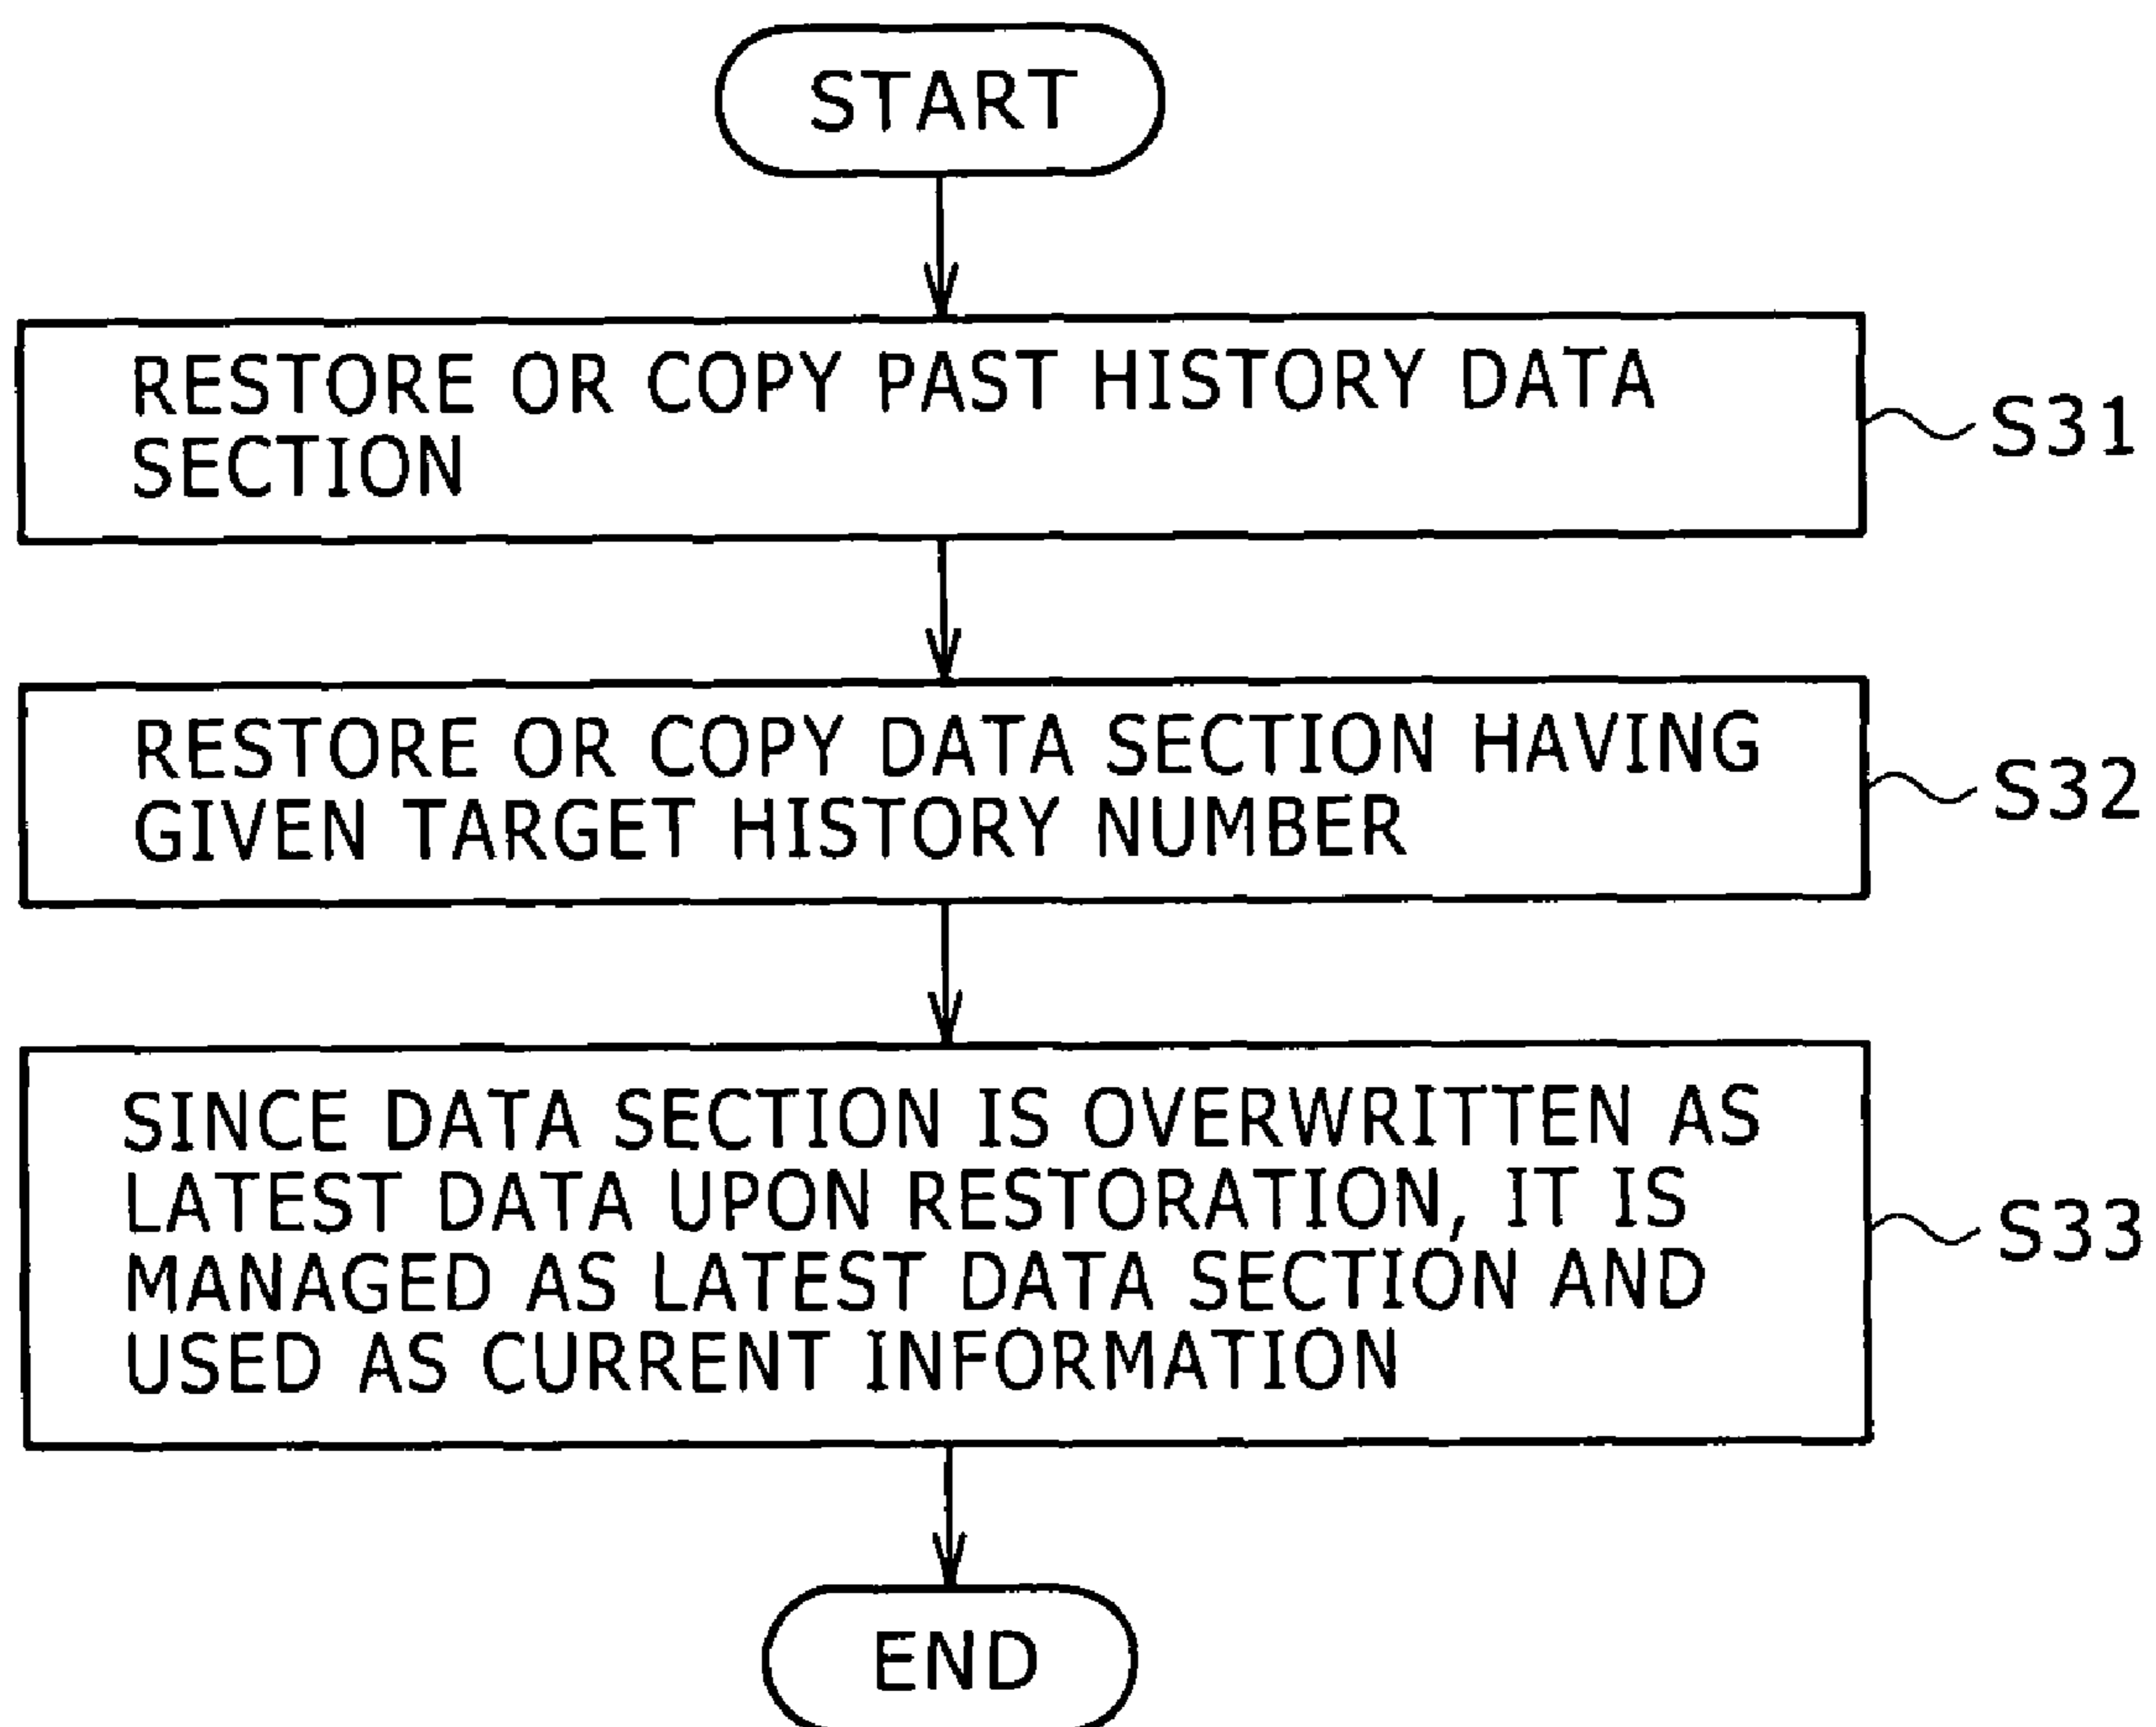 START
RESTORE OR COPY PAST HISTORY DATA
SECTION
S31
RESTORE OR COPY DATA SECTION HAVING
GIVEN TARGET HISTORY NUMBER
S32
SINCE DATA SECTION IS OVERWRITTEN AS
LATEST DATA UPON RESTORATION, IT IS
MANAGED AS LATEST DATA SECTION AND
USED AS CURRENT INFORMATION
S33
END